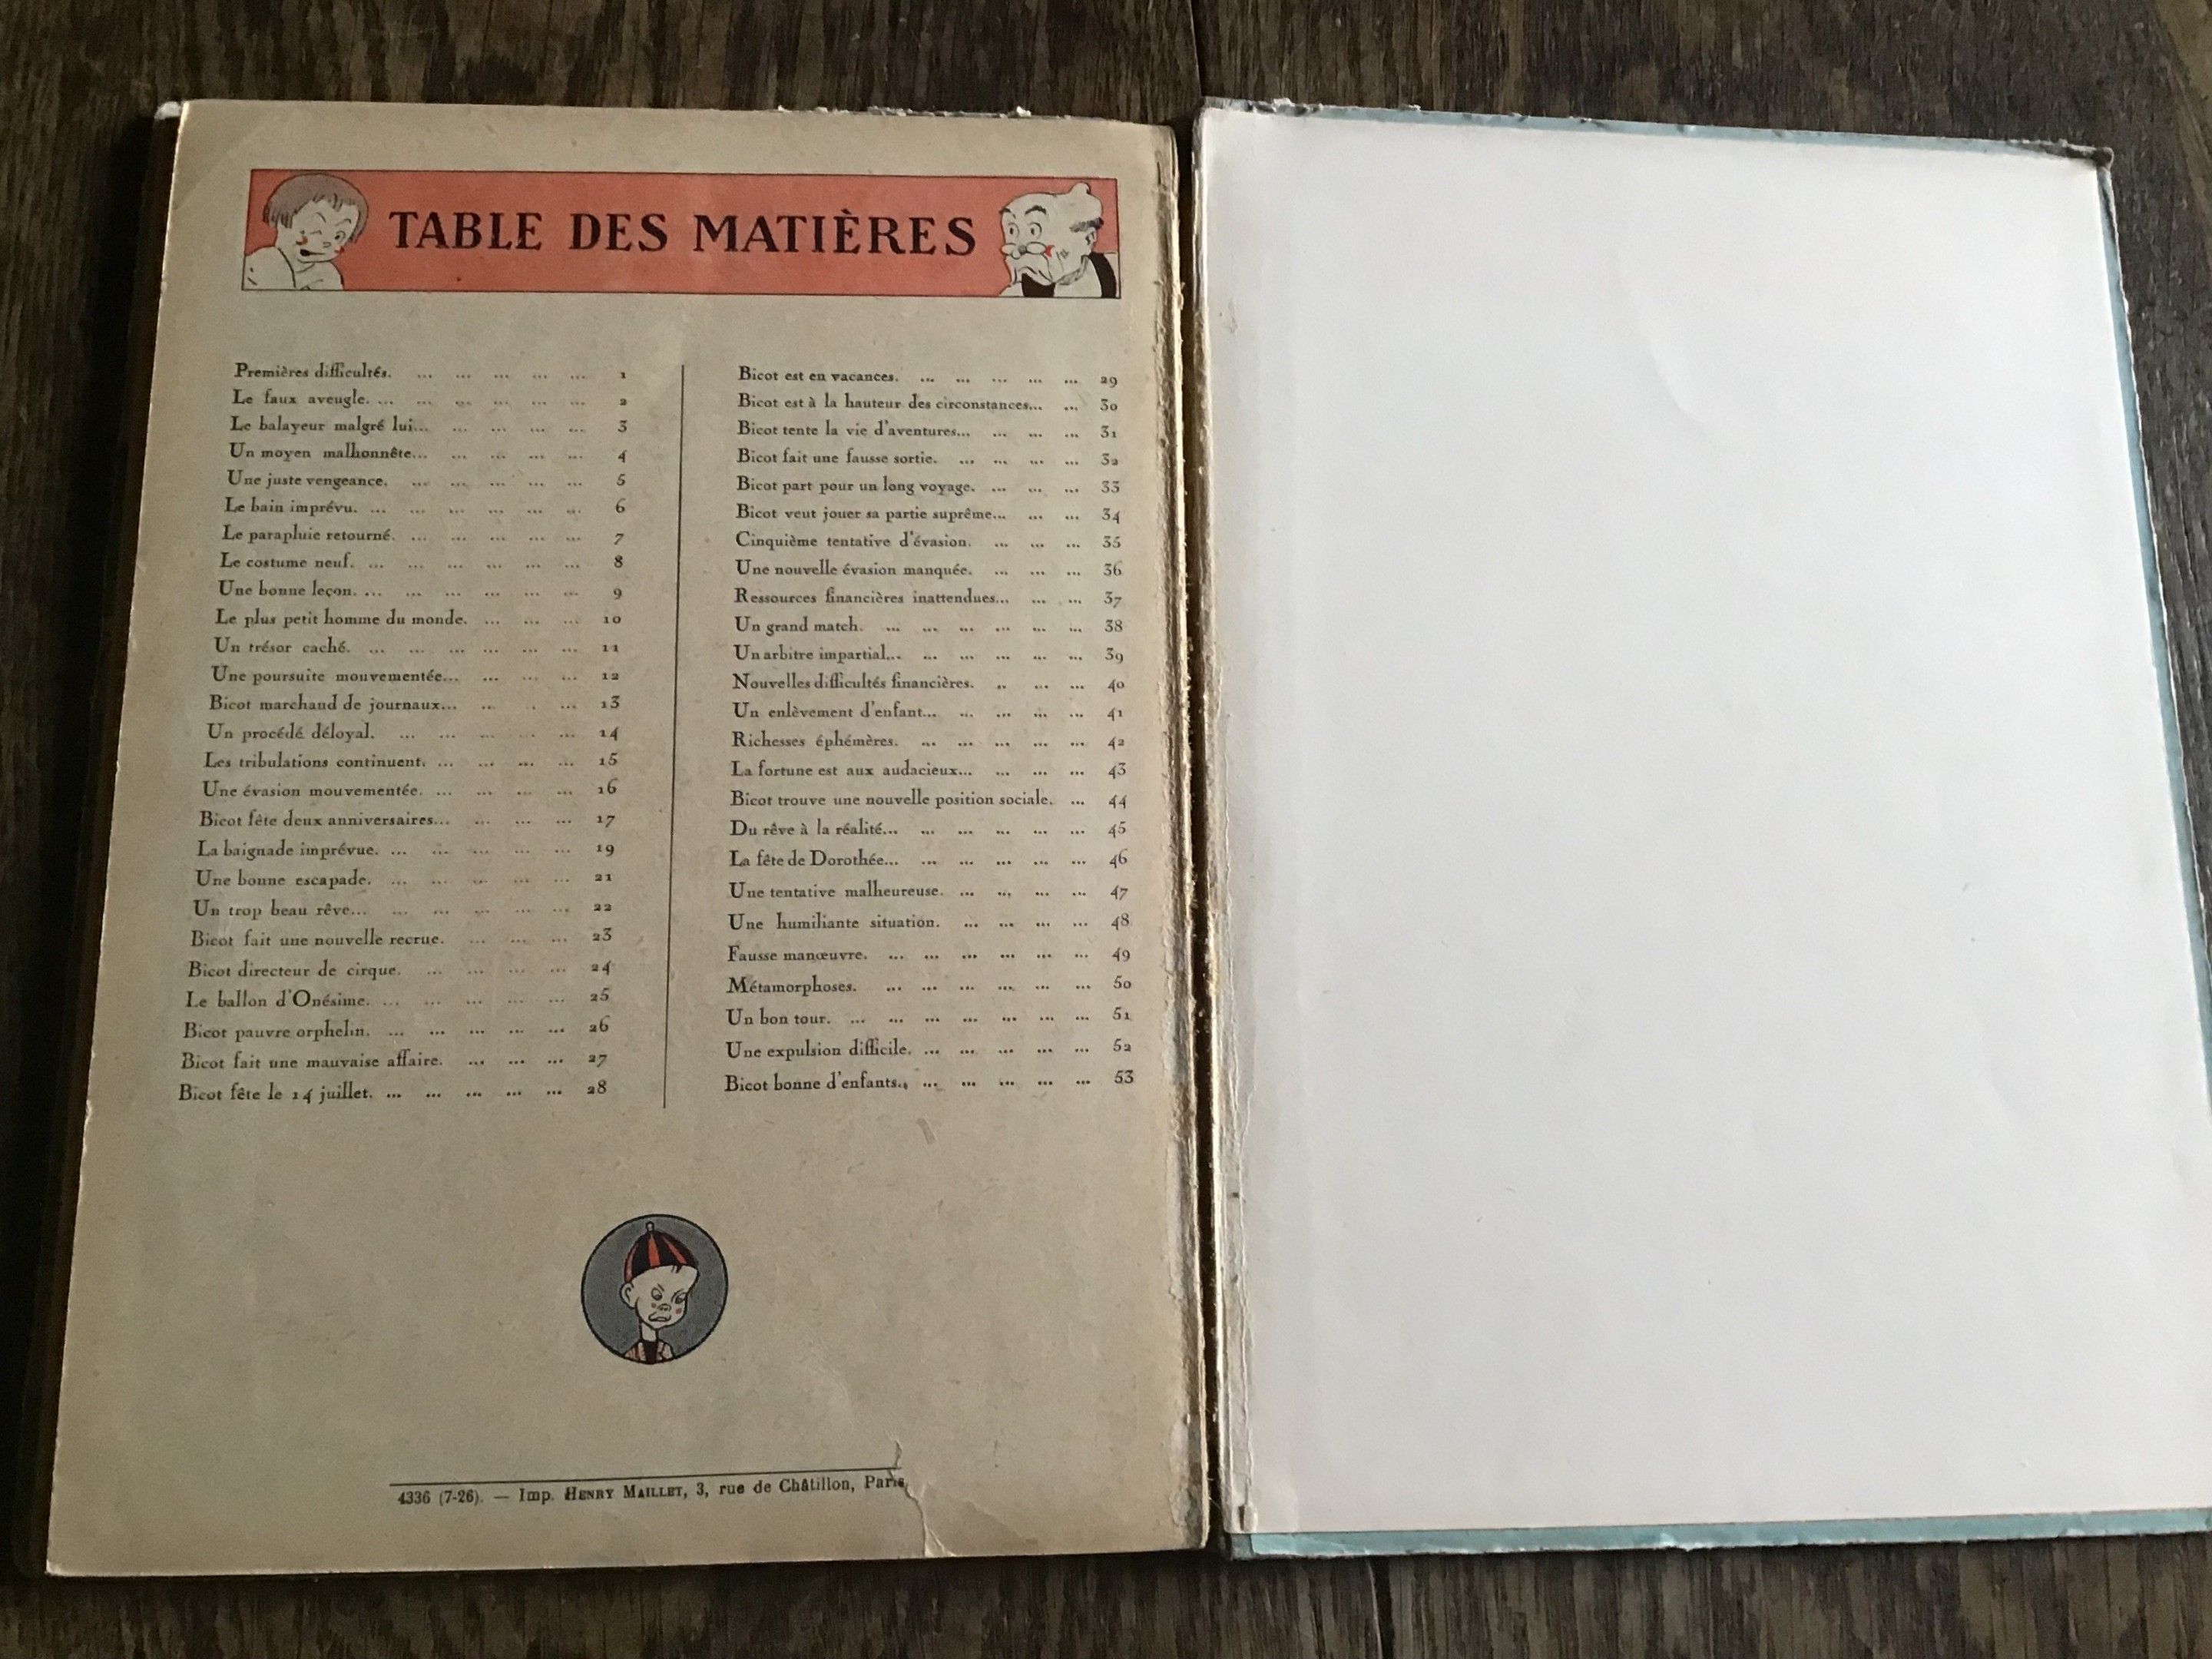 TABLE DES MATIÈRES
Premières difficultés. ... ... ... ... ... 1
Le faux aveugle. ... ... ... ... ... ... 2
Le balayeur malgré lui... ... ... ... ... 3
Un moyen malhonnête... ... ... ... ... 4
Une juste vengeance. ... ... ... ... ... 5
Le bain imprévu. ... ... ... ... ... ... 6
Le parapluie retourné. ... ... ... ... ... 7
Le costume neuf. ... ... ... ... ... ... 8
Une bonne leçon. ... ... ... ... ... ... 9
Le plus petit homme du monde. ... ... ... 10
Un trésor caché. ... ... ... ... ... ... 11
Une poursuite mouvementée... ... ... ... 12
Bicot marchand de journaux... ... . ... 13
Un procédé déloyal. ... ... ... ... ... 14
Les tribulations continuent. ... ... ... ... 15
Une évasion mouvementée. ... ... ... ... 16
Bicot fête deux anniversaires... ... ... ... 17
La baignade imprévue. ... ... ... ... ... 19
Une bonne escapade. ... ... ... ... ... 21
Un trop beau rêve... ... ... ... ... ... 22
Bicot fait une nouvelle recrue. ... ... ... 23
Bicot directeur de cirque. ... ... ... ... 24
Le ballon d'Onésime. ... ... ... ... ... 25
Bicot pauvre orphelin. ... ... ... ... ... 26
Bicot fait une mauvaise affaire. ... ... ... 27
Bicot fête le 14 juillet. ... ... ... ... ... 28
Bicot est en vacances. ... ... ... ... ... 29
Bicot est à la hauteur des circonstances... ... 30
Bicot tente la vie d'aventures... ... ... ... 31
Bicot fait une fausse sortie. ... ... ... ... 32
Bicot part pour un long voyage. ... ... ... 33
Bicot veut jouer sa partie suprême... ... ... 34
Cinquième tentative d'évasion. ... ... ... 35
Une nouvelle évasion manquée. ... ... ... 36
Ressources financières inattendues... ... ... 37
Un grand match. ... ... ... ... ... ... 38
Un arbitre impartial... ... ... ... ... ... 39
Nouvelles difficultés financières. .. ... ... 40
Un enlèvement d'enfant... ... ... ... ... 41
Richesses éphémères. ... ... ... ... ... 42
La fortune est aux audacieux... ... ... ... 43
Bicot trouve une nouvelle position sociale. ... 44
Du rêve à la réalité... ... ... ... ... ... 45
La fête de Dorothée... ... ... ... ... ... 46
Une tentative malheureuse. ... ... ... ... 47
Une humiliante situation. ... ... ... ... 48
Fausse manœuvre. ... ... ... ... ... ... 49
Métamorphoses. ... ... ... ... ... ... 50
Un bon tour. ... ... ... ... ... ... ... 51
Une expulsion difficile. ... ... ... ... ... 52
Bicot bonne d'enfants.. ... ... ... ... ... 53
4336 (7-26). — Imp. HENRY MAILLET, 3, rue de Châtillon, Paris